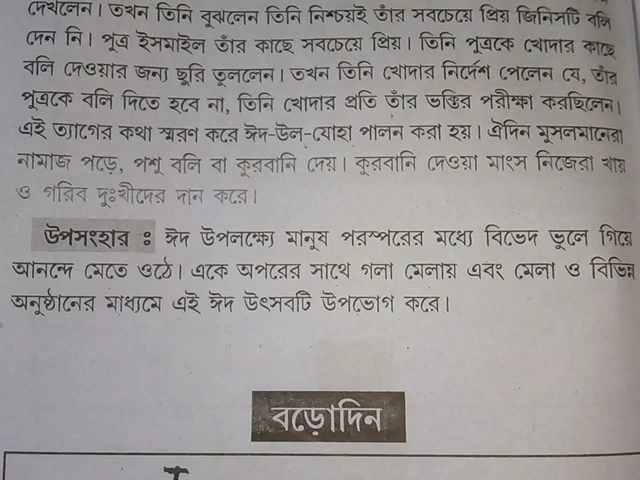 দেখলেন। তখন তিনি বুঝলেন তিনি নিশ্চয়ই তাঁর সবচেয়ে প্রিয় জিনিসটি বলি
দেন নি। পুত্র ইসমাইল তাঁর কাছে সবচেয়ে প্রিয়। তিনি পুত্রকে খোদার কাছে
বলি দেওয়ার জন্য ছুরি তুললেন। তখন তিনি খোদার নির্দেশ পেলেন যে, তাঁর
পুত্রকে বলি দিতে হবে না, তিনি খোদার প্রতি তাঁর ভক্তির পরীক্ষা করছিলেন।
এই ত্যাগের কথা স্মরণ করে ঈদ-উল-যোহা পালন করা হয়। ঐদিন মুসলমানেরা
নামাজ পড়ে, পশু বলি বা কুরবানি দেয়। কুরবানি দেওয়া মাংস নিজেরা খায়
ও গরিব দুঃখীদের দান করে।
উপসংহার : ঈদ উপলক্ষ্যে মানুষ পরস্পরের মধ্যে বিভেদ ভুলে গিয়ে
আনন্দে মেতে ওঠে। একে অপরের সাথে গলা মেলায় এবং মেলা ও বিভিন্ন
অনুষ্ঠানের মাধ্যমে এই ঈদ উৎসবটি উপভোগ করে।
বড়োদিন